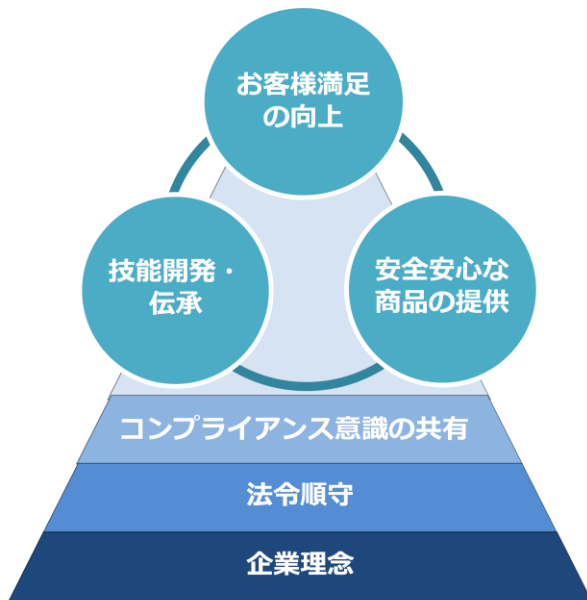 お客様満足
の向上
技能開発・
伝承
安全安心な
商品の提供
コンプライアンス意識の共有
法令順守
企業理念